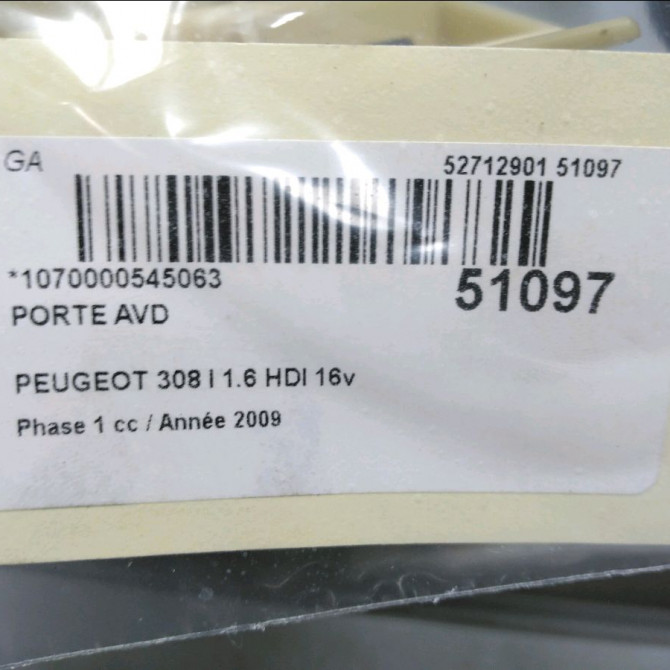 GA
52712901 51097
*1070000545063
51097
PORTE AVD
PEUGEOT 308 I 1.6 HDI 16v
Phase 1 cc / Année 2009